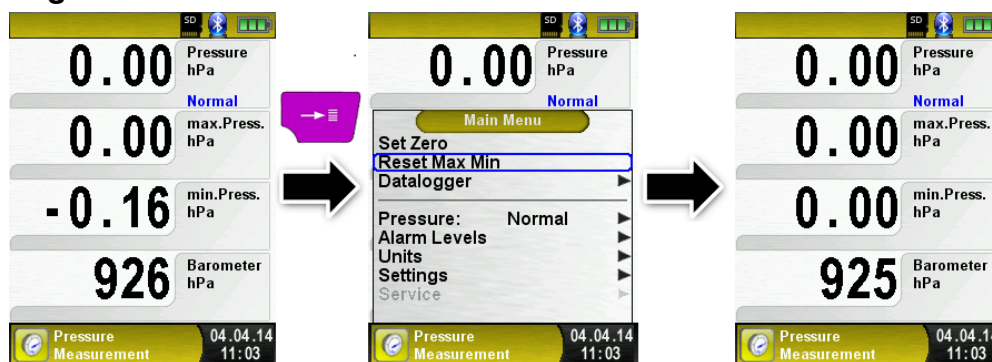 SD
0.00 Pressure
hPa
Normal
0.00 max.Press.
hPa
-0.16 min.Press.
hPa
926 Barometer
hPa
Pressure 04.04.14
Measurement 11:03
SD
0.00 Pressure
hPa
Normal
Main Menu
Set Zero
Reset Max Min
Datalogger
Pressure: Normal
Alarm Levels
Units
Settings
Service
Pressure 04.04.14
Measurement 11:03
SD
0.00 Pressure
hPa
Normal
0.00 max.Press.
hPa
0.00 min.Press.
hPa
925 Barometer
hPa
Pressure 04.04.14
Measurement 11:03